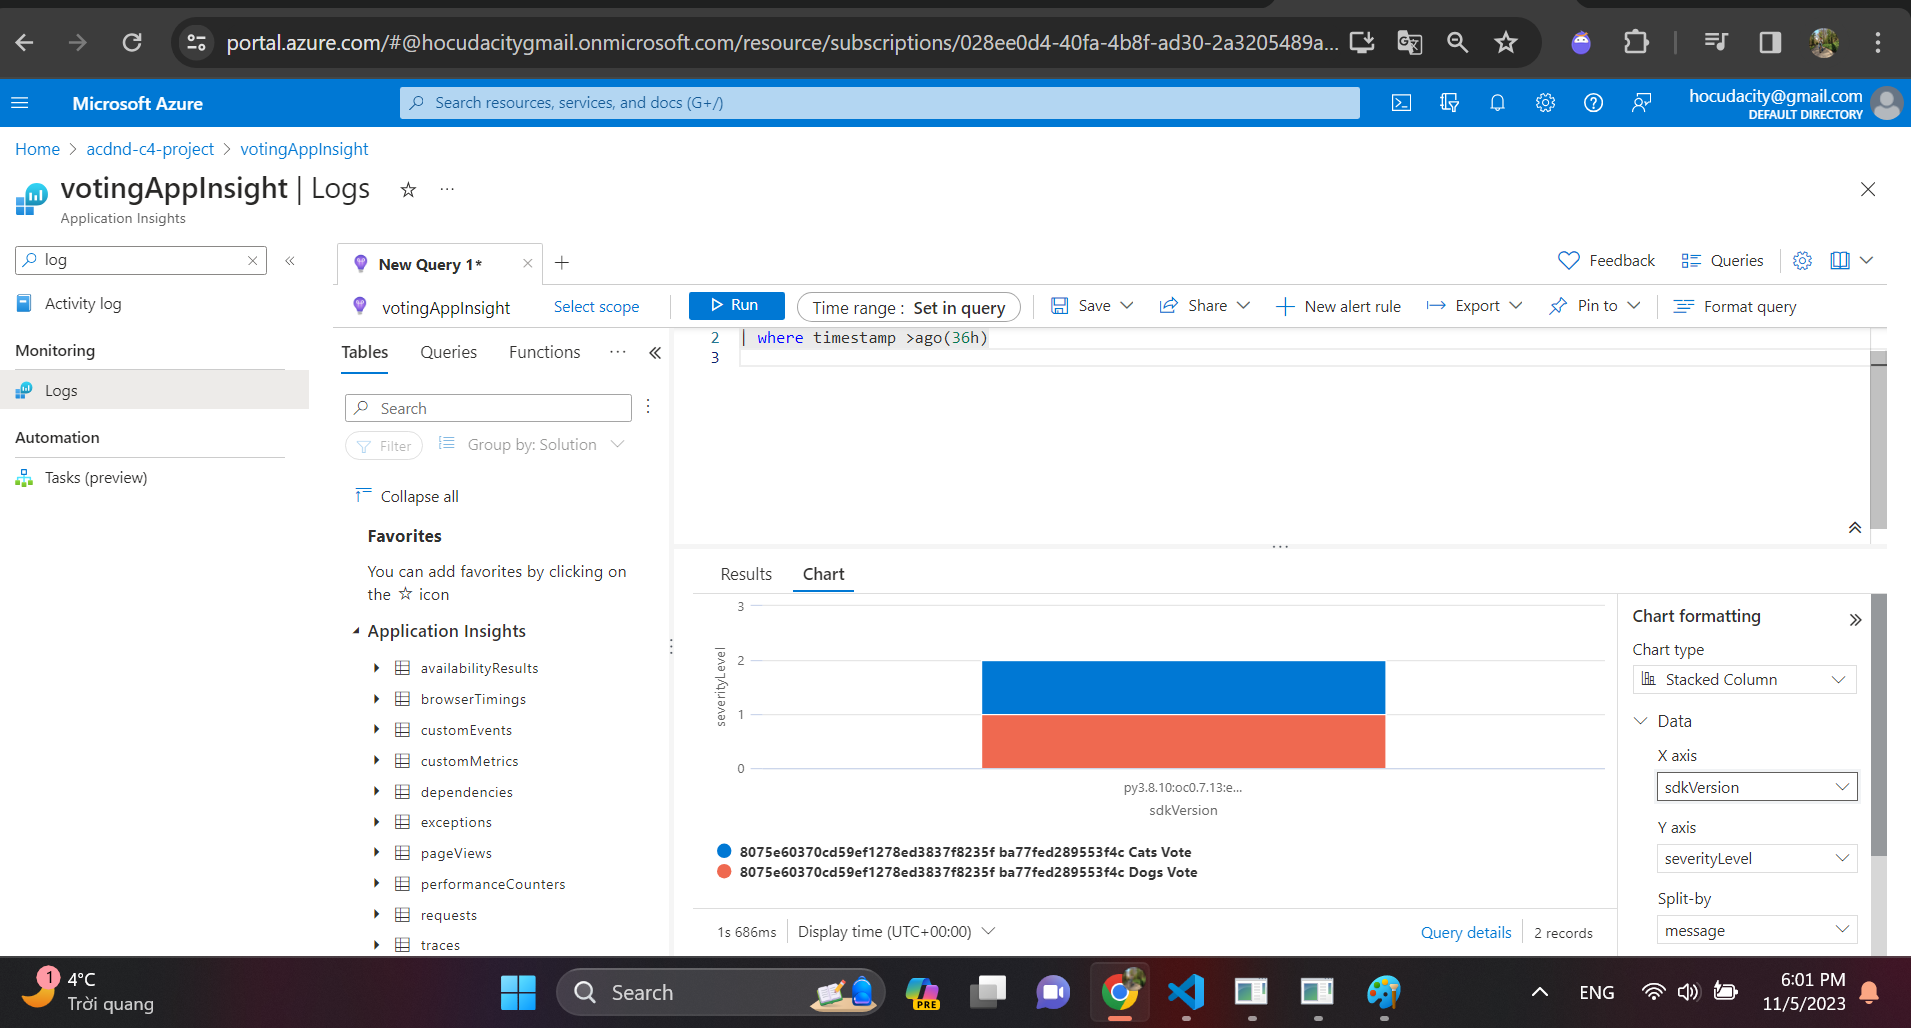 portal.azure.com/#@hocudacitygmail.onmicrosoft.com/resource/subscriptions/028ee0d4-40fa-4b8f-ad30-2a3205489a...
Microsoft Azure
Search resources, services, and docs (G+/)
hocudacity@gmail.com
DEFAULT DIRECTORY
Home > acdnd-c4-project > votingAppInsight
votingAppInsight | Logs
Application Insights
log
Activity log
Monitoring
Logs
Automation
Tasks (preview)
New Query 1*
Feedback
Queries
votingAppInsight
Select scope
Run
Time range : Set in query
Save
Share
New alert rule
Export
Pin to
Format query
Tables
Queries
Functions
Search
Filter
Group by: Solution
Collapse all
Favorites
You can add favorites by clicking on
the ☆ icon
Application Insights
availabilityResults
browserTimings
customEvents
customMetrics
dependencies
exceptions
pageViews
performanceCounters
requests
traces
2 | where timestamp >ago(36h)
3
Results
Chart
3
2
1
0
severityLevel
py3.8.10:oc0.7.13:e...
sdkVersion
8075e60370cd59ef1278ed3837f8235f ba77fed289553f4c Cats Vote
8075e60370cd59ef1278ed3837f8235f ba77fed289553f4c Dogs Vote
1s 686ms
Display time (UTC+00:00)
Query details
2 records
Chart formatting
Chart type
Stacked Column
Data
X axis
sdkVersion
Y axis
severityLevel
Split-by
message
1
4°C
Trời quang
Search
PRE
ENG
6:01 PM
11/5/2023